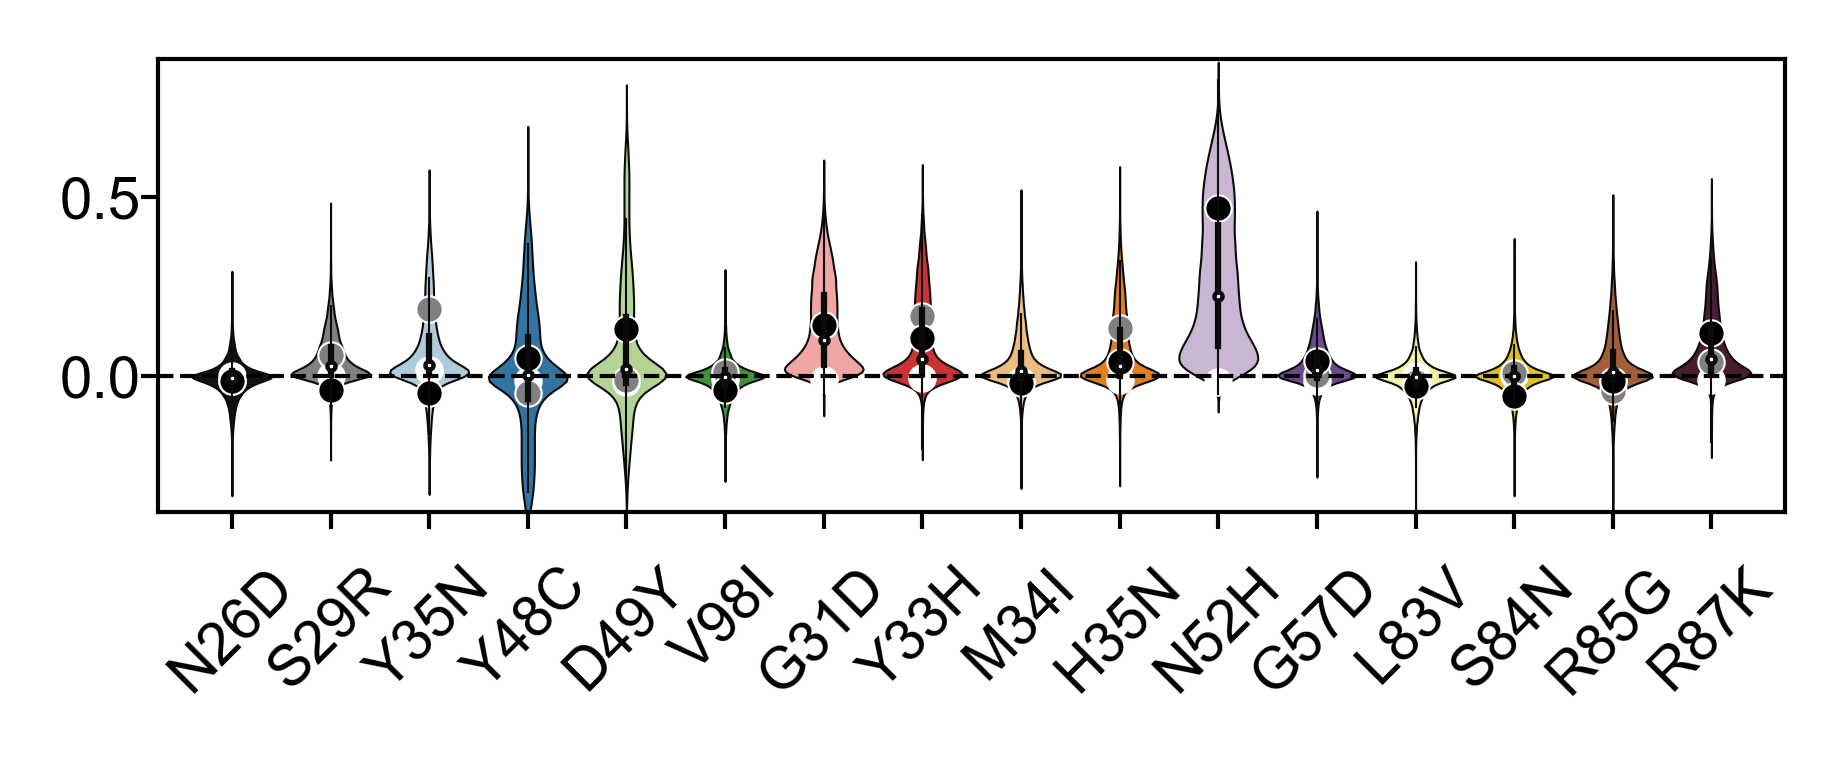 0.5
0.0
N26D
S29R
Y35N
Y48C
D49Y
V98I
G31D
Y33H
M34I
H35N
N52H
G57D
L83V
S84N
R85G
R87K